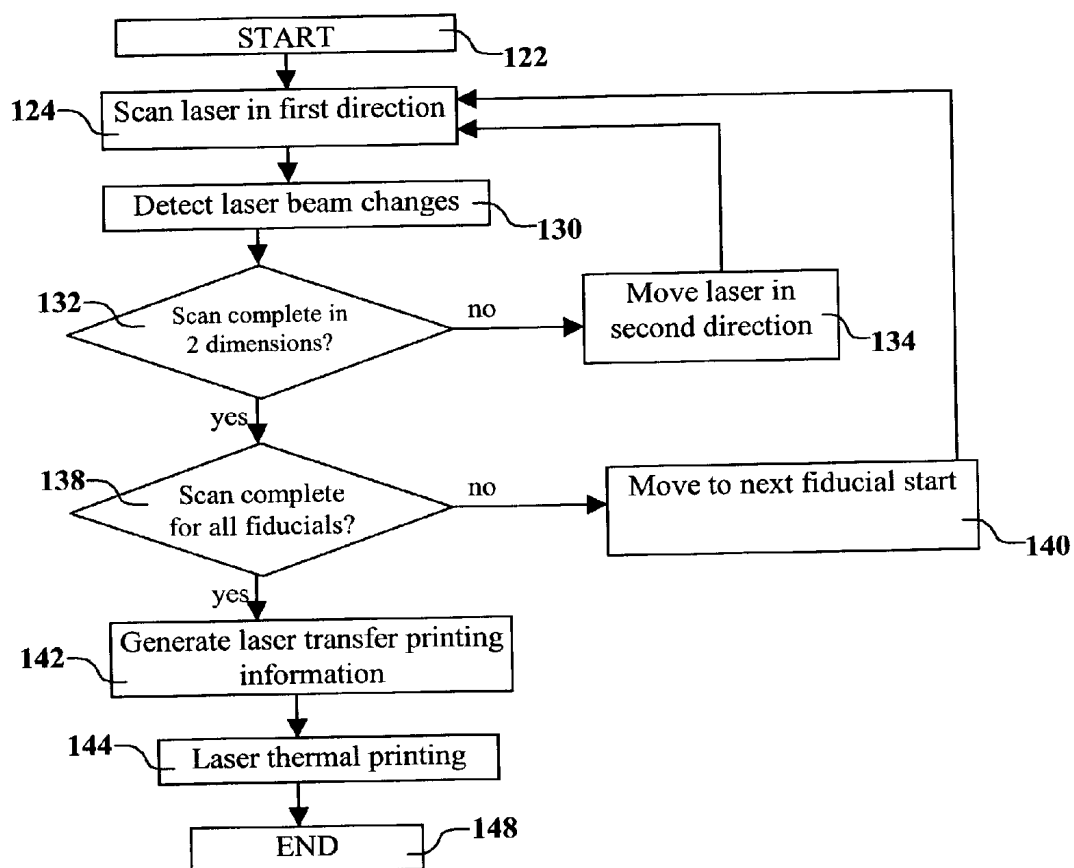 START
122
124
Scan laser in first direction
Detect laser beam changes
130
132
Scan complete in
2 dimensions?
no
Move laser in
second direction
134
yes
138
Scan complete
for all fiducials?
no
Move to next fiducial start
140
yes
142
Generate laser transfer printing
information
144
Laser thermal printing
END
148